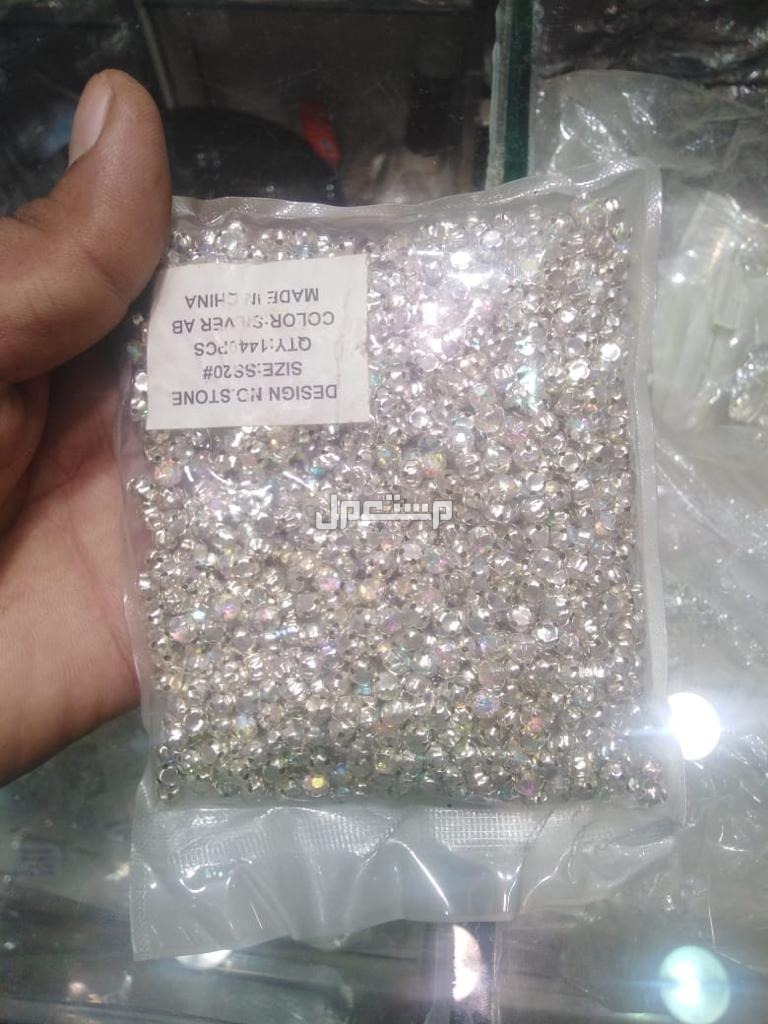 DESIGN NO.STONE
SIZE:SS20#
QTY:1440PCS
COLOR:SILVER AB
MADE IN CHINA
مستعمل